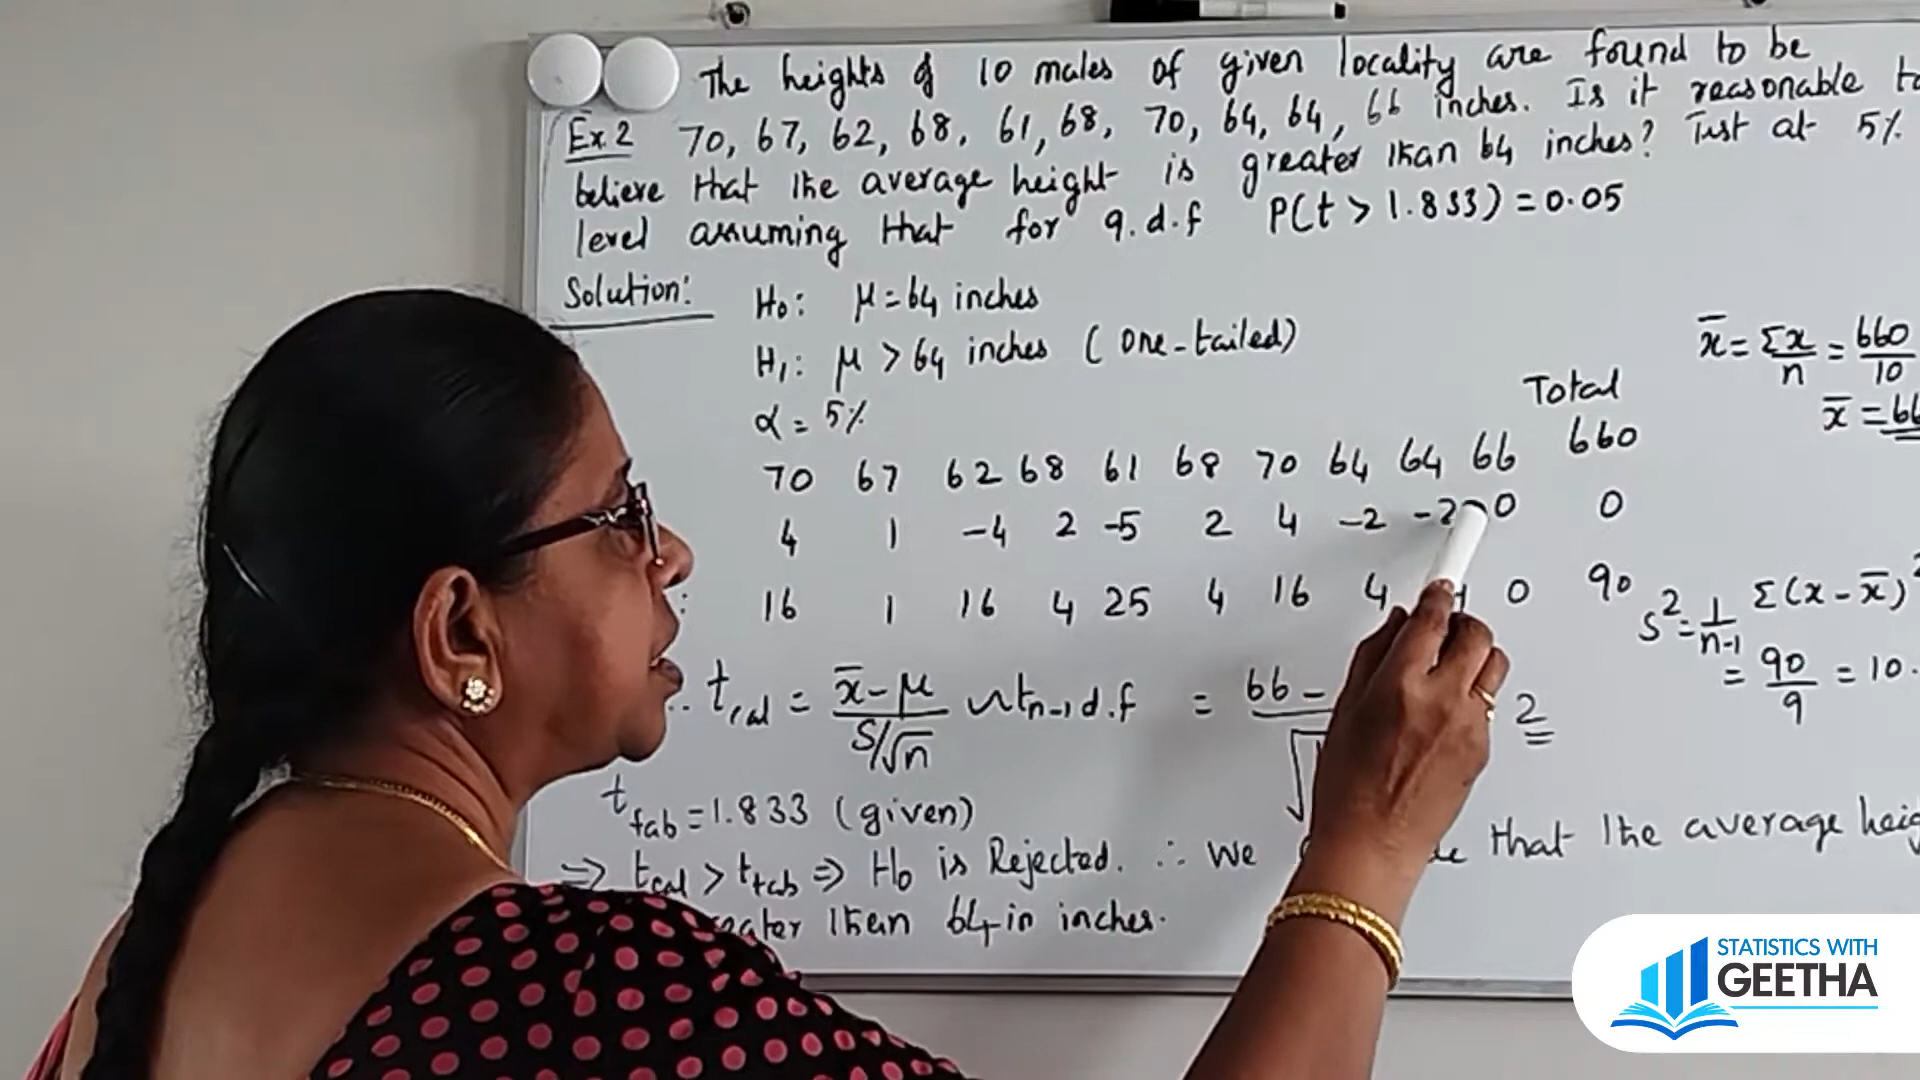 The heights of 10 males of given locality are found to be
Ex.2 70, 67, 62, 68, 61, 68, 70, 64, 64, 66 inches. Is it reasonable to
believe that the average height is greater than 64 inches? Test at 5%
level assuming that for 9.d.f P(t > 1.833) = 0.05
Solution:
H₀: μ = 64 inches
H₁: μ > 64 inches (One-tailed)
α = 5%
Total
70 67 62 68 61 68 70 64 64 66 660
4 1 -4 2 -5 2 4 -2 -2 0 0
: 16 1 16 4 25 4 16 4 0 90
x̄ = Σx/n = 660/10
x̄ = 66
S² = 1/n-1 Σ(x - x̄)²
= 90/9 = 10.
t cal = x̄ - μ / S/√n ~ t n-1 d.f = 66 - 2
t tab = 1.833 (given)
⇒ t cal > t tab ⇒ H₀ is Rejected. ∴ We that the average
than 64 in inches.
STATISTICS WITH
GEETHA